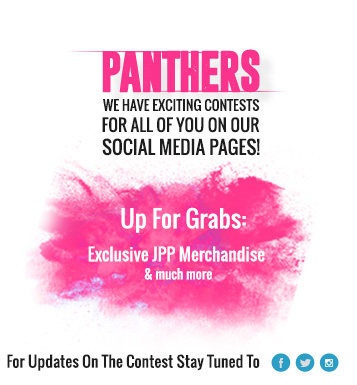 PANTHERS
WE HAVE EXCITING CONTESTS
FOR ALL OF YOU ON OUR
SOCIAL MEDIA PAGES!
Up For Grabs:
Exclusive JPP Merchandise
& much more
For Updates On The Contest Stay Tuned To